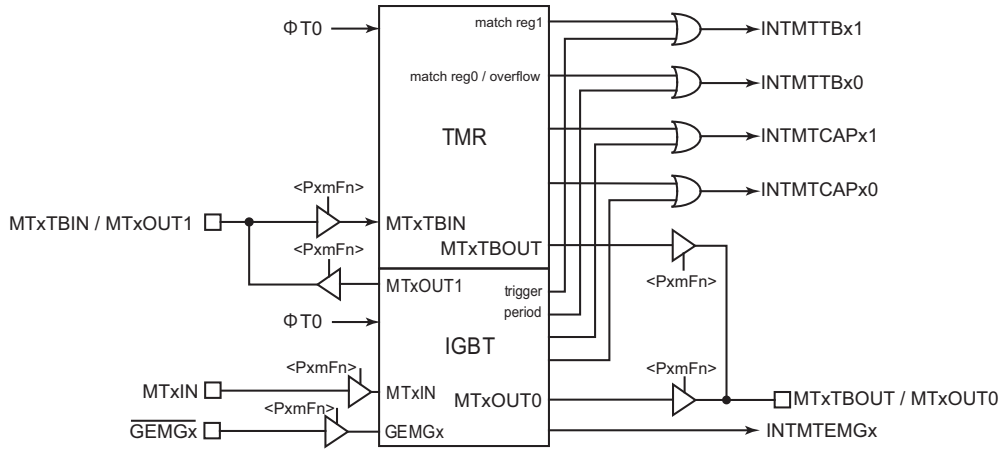 ΦT0
match reg1
INTMTTBx1
match reg0 / overflow
INTMTTBx0
TMR
INTMTCAPx1
<PxmFn>
INTMTCAPx0
MTxTBIN / MTxOUT1
MTxTBIN
MTxTBOUT
<PxmFn>
<PxmFn>
MTxOUT1
trigger
ΦT0
period
IGBT
<PxmFn>
<PxmFn>
MTxIN
MTxIN
MTxOUT0
MTxTBOUT / MTxOUT0
<PxmFn>
GEMGx
GEMGx
INTMTEMGx